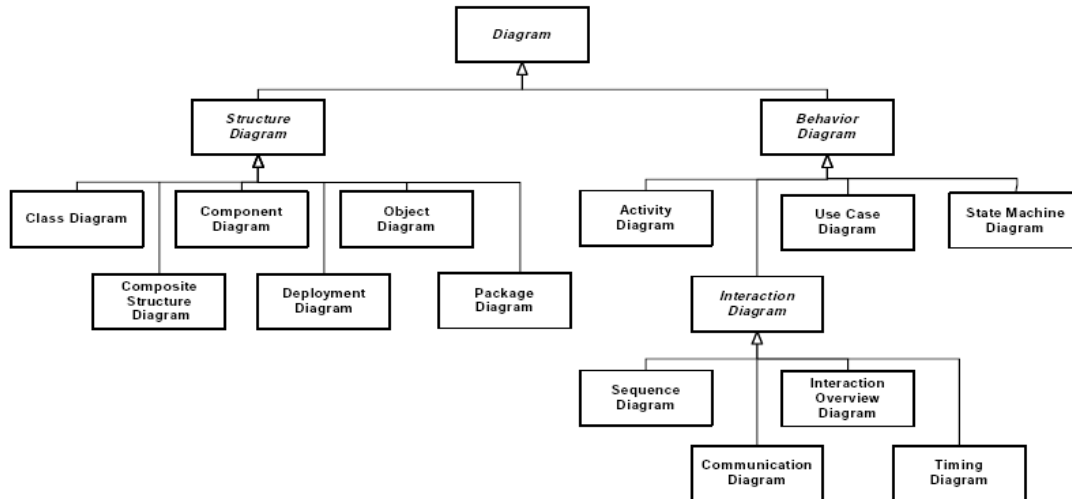 Diagram
Structure
Diagram
Behavior
Diagram
Class Diagram
Component
Diagram
Object
Diagram
Activity
Diagram
Use Case
Diagram
State Machine
Diagram
Composite
Structure
Diagram
Deployment
Diagram
Package
Diagram
Interaction
Diagram
Sequence
Diagram
Interaction
Overview
Diagram
Communication
Diagram
Timing
Diagram